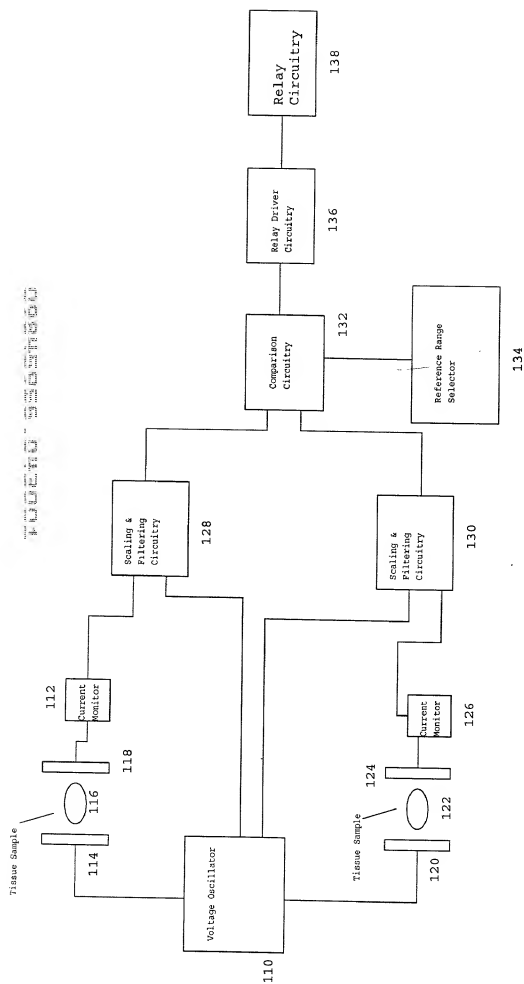 Tissue Sample
114
116
118
112
Current
Monitor
Voltage Oscillator
110
Tissue Sample
120
122
124
Current
Monitor
126
Scaling &
Filtering
Circuitry
128
Scaling &
Filtering
Circuitry
130
Comparison
Circuitry
132
Reference Range
Selector
134
Relay Driver
Circuitry
136
Relay
Circuitry
138